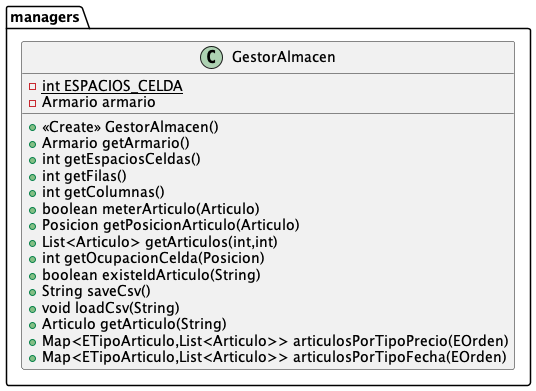 managers
C GestorAlmacen
int ESPACIOS_CELDA
Armario armario
«Create» GestorAlmacen()
Armario getArmario()
int getEspaciosCeldas()
int getFilas()
int getColumnas()
boolean meterArticulo(Articulo)
Posicion getPosicionArticulo(Articulo)
List<Articulo> getArticulos(int,int)
int getOcupacionCelda(Posicion)
boolean existeIdArticulo(String)
String saveCsv()
void loadCsv(String)
Articulo getArticulo(String)
Map<ETipoArticulo,List<Articulo>> articulosPorTipoPrecio(EOrden)
Map<ETipoArticulo,List<Articulo>> articulosPorTipoFecha(EOrden)